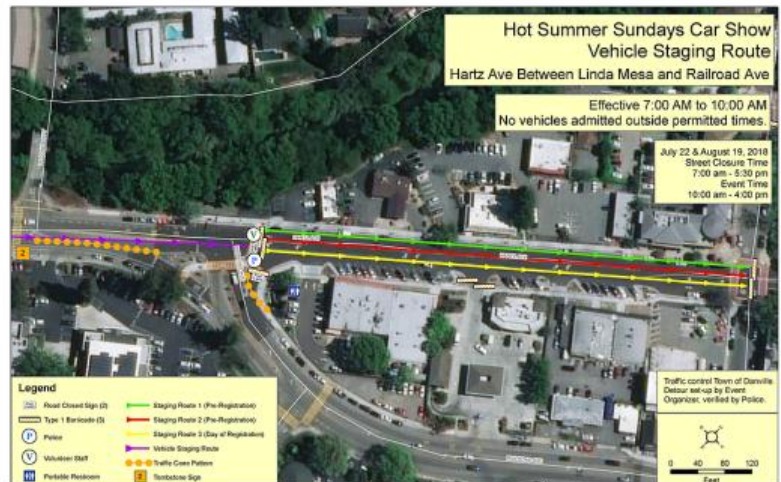 Hot Summer Sundays Car Show
Vehicle Staging Route
Hartz Ave Between Linda Mesa and Railroad Ave
Effective 7:00 AM to 10:00 AM
No vehicles admitted outside permitted times.
July 22 & August 19, 2018
Street Closure Time
7:00 am - 5:30 pm
Event Time
10:00 am - 4:00 pm
V
P
2
Legend
Road Closed Sign (2)
Type 1 Barricade (3)
P Police
V Volunteer Staff
Portable Restroom
Staging Route 1 (Pre-Registration)
Staging Route 2 (Pre-Registration)
Staging Route 3 (Day of Registration)
Vehicle Staging Route
Traffic Cone Pattern
2 Tombstone Sign
Traffic control Town of Danville.
Detour set-up by Event
Organizer, verified by Police.
0 40 80 120
Feet